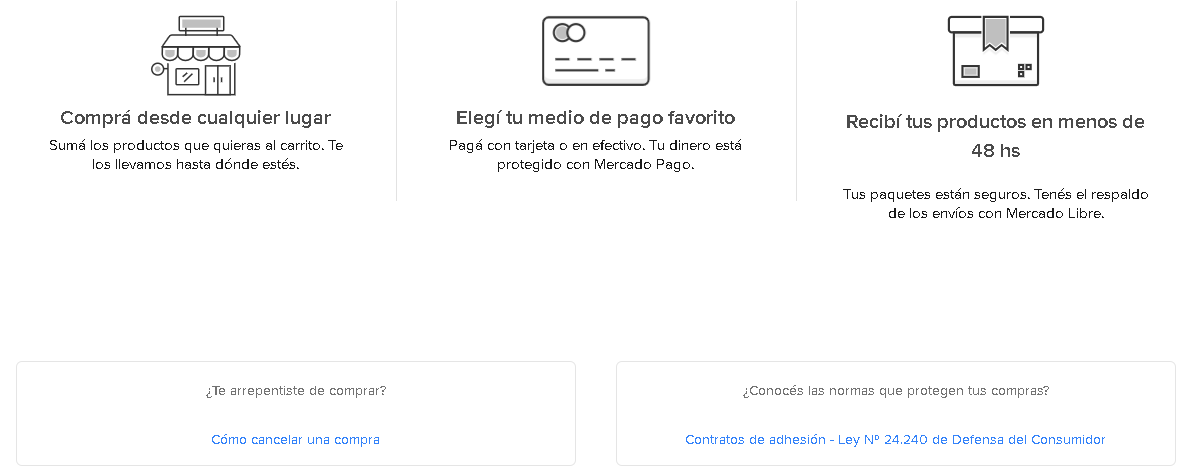 Comprá desde cualquier lugar
Sumá los productos que quieras al carrito. Te
los llevamos hasta dónde estés.
Elegí tu medio de pago favorito
Pagá con tarjeta o en efectivo. Tu dinero está
protegido con Mercado Pago.
Recibí tus productos en menos de
48 hs
Tus paquetes están seguros. Tenés el respaldo
de los envíos con Mercado Libre.
¿Te arrepentiste de comprar?
Cómo cancelar una compra
¿Conocés las normas que protegen tus compras?
Contratos de adhesión - Ley Nº 24.240 de Defensa del Consumidor